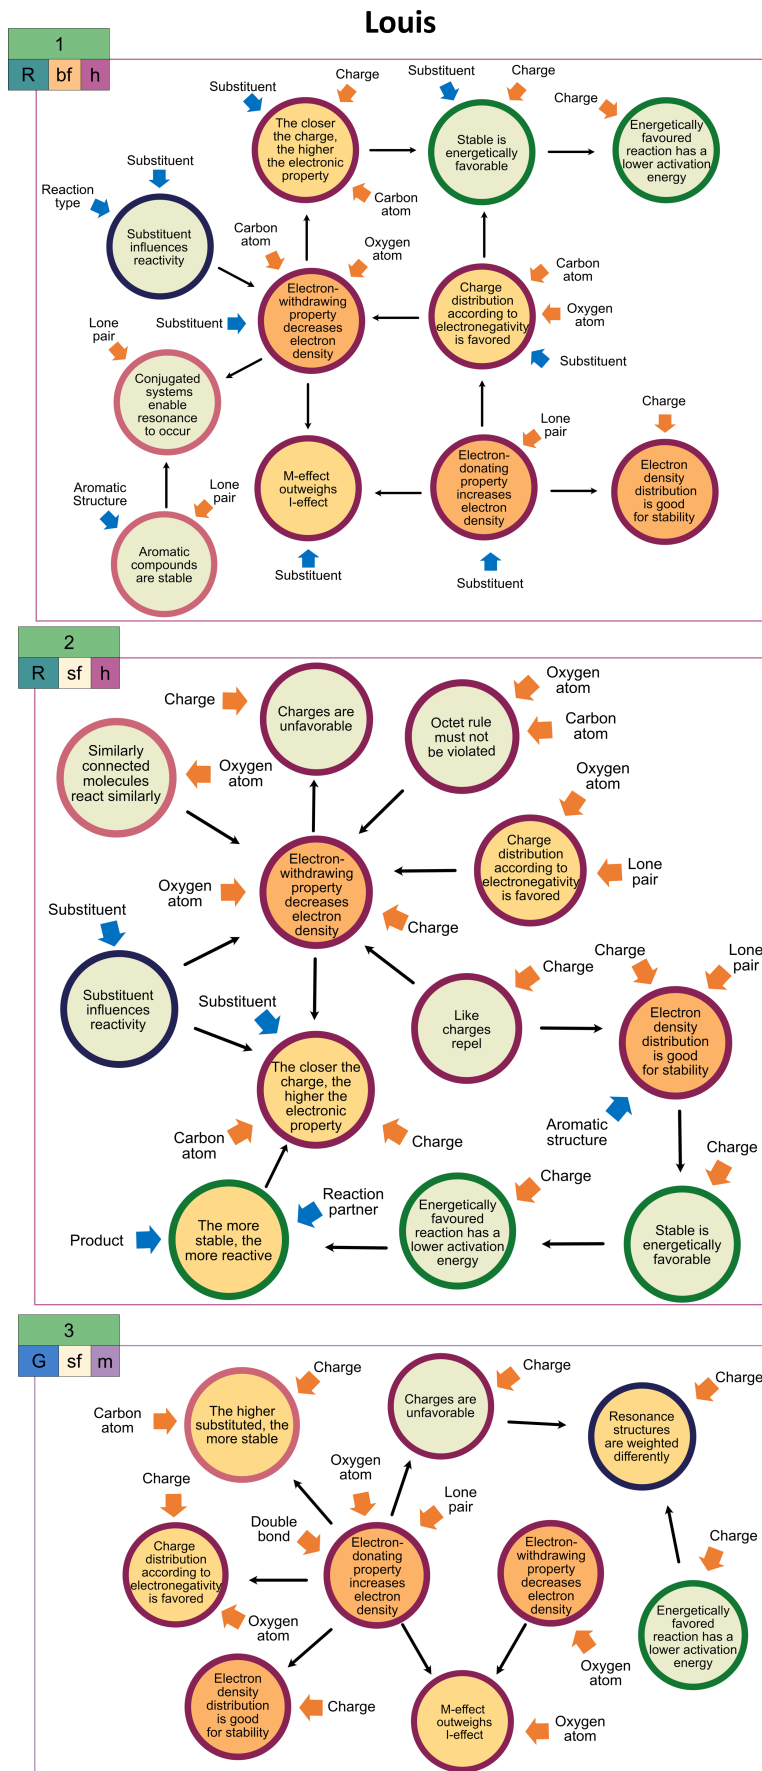 Louis
1
R bf h
Substituent
Charge
Substituent
Charge
Charge
The closer
the charge,
the higher
the electronic
property
Stable is
energetically
favorable
Energetically
favoured
reaction has a
lower activation
energy
Substituent
Reaction
type
Carbon
atom
Substituent
influences
reactivity
Carbon
atom
Oxygen
atom
Electron-
withdrawing
property
decreases
electron
density
Charge
distribution
according to
electronegativity
is favored
Carbon
atom
Oxygen
atom
Substituent
Substituent
Lone
pair
Conjugated
systems
enable
resonance
to occur
Lone
pair
Charge
M-effect
outweighs
I-effect
Electron-
donating
property
increases
electron
density
Electron
density
distribution
is good
for stability
Aromatic
Structure
Lone
pair
Aromatic
compounds
are stable
Substituent
Substituent
2
R sf h
Charge
Charges are
unfavorable
Oxygen
atom
Octet rule
must not
be violated
Carbon
atom
Similarly
connected
molecules
react similarly
Oxygen
atom
Oxygen
atom
Electron-
withdrawing
property
decreases
electron
density
Charge
distribution
according to
electronegativity
is favored
Lone
pair
Oxygen
atom
Charge
Substituent
Substituent
influences
reactivity
Substituent
Like
charges
repel
Charge
Charge
Lone
pair
Electron
density
distribution
is good
for stability
The closer the
charge, the
higher the
electronic
property
Aromatic
structure
Carbon
atom
Charge
Charge
Charge
Reaction
partner
Product
The more
stable, the
more reactive
Energetically
favoured
reaction has a
lower activation
energy
Stable is
energetically
favorable
3
G sf m
Charge
Charge
Charge
Carbon
atom
The higher
substituted, the
more stable
Charges are
unfavorable
Resonance
structures
are weighted
differently
Charge
Oxygen
atom
Lone
pair
Double
bond
Charge
Charge
distribution
according to
electronegativity
is favored
Electron-
donating
property
increases
electron
density
Electron-
withdrawing
property
decreases
electron
density
Energetically
favored
reaction has a
lower activation
energy
Oxygen
atom
Oxygen
atom
Electron
density
distribution
is good
for stability
Charge
M-effect
outweighs
I-effect
Oxygen
atom